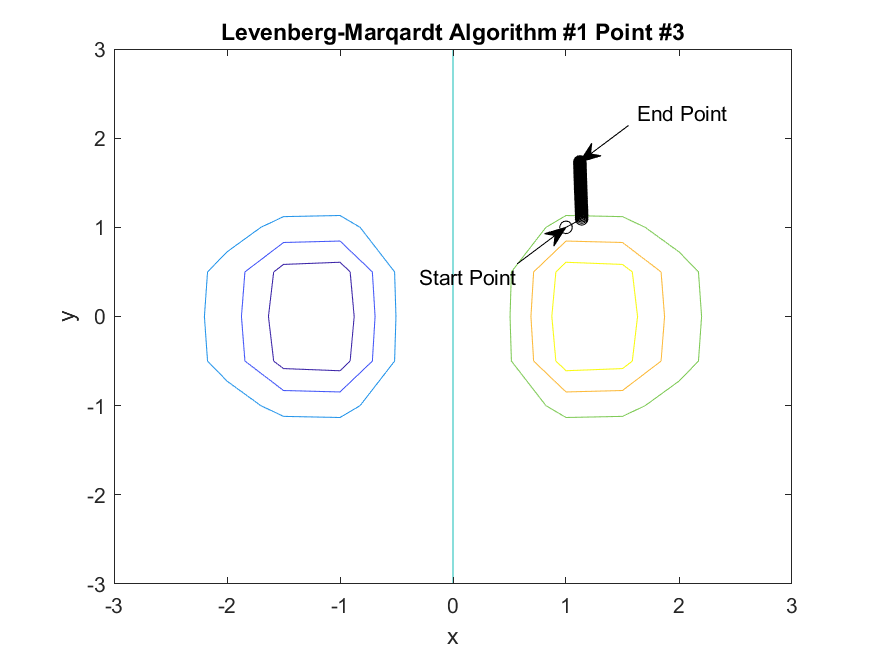 Levenberg-Marqardt Algorithm #1 Point #3
3
2
1
0
-1
-2
-3
y
End Point
Start Point
-3
-2
-1
0
1
2
3
x